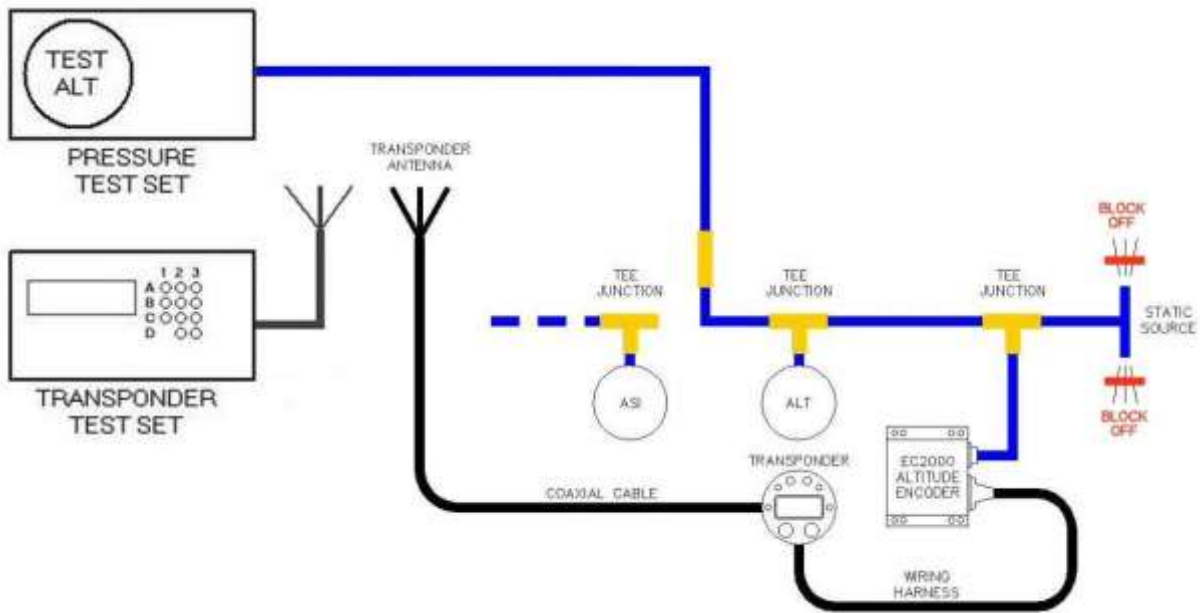 TEST
ALT
PRESSURE
TEST SET
TRANSPONDER
ANTENNA
1 2 3
A
B
C
D
TRANSPONDER
TEST SET
TEE
JUNCTION
TEE
JUNCTION
TEE
JUNCTION
BLOCK
OFF
STATIC
SOURCE
BLOCK
OFF
ASI
ALT
TRANSPONDER
EC2000
ALTITUDE
ENCODER
COAXIAL CABLE
WIRING
HARNESS